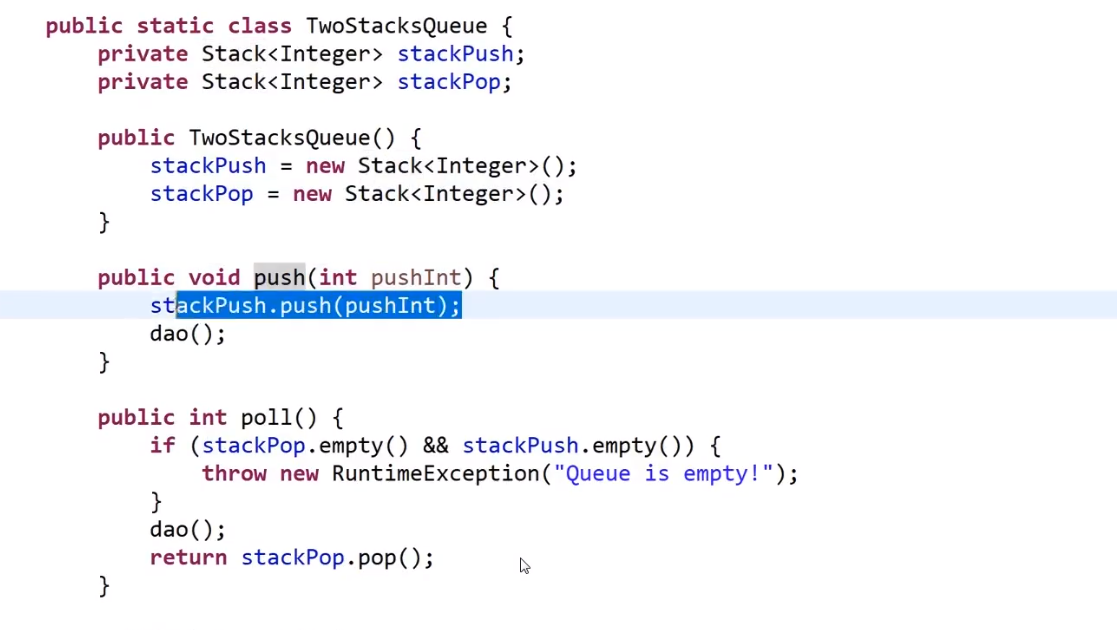 public static class TwoStacksQueue {
private Stack<Integer> stackPush;
private Stack<Integer> stackPop;
public TwoStacksQueue() {
stackPush = new Stack<Integer>();
stackPop = new Stack<Integer>();
}
public void push(int pushInt) {
stackPush.push(pushInt);
dao();
}
public int poll() {
if (stackPop.empty() && stackPush.empty()) {
throw new RuntimeException("Queue is empty!");
}
dao();
return stackPop.pop();
}